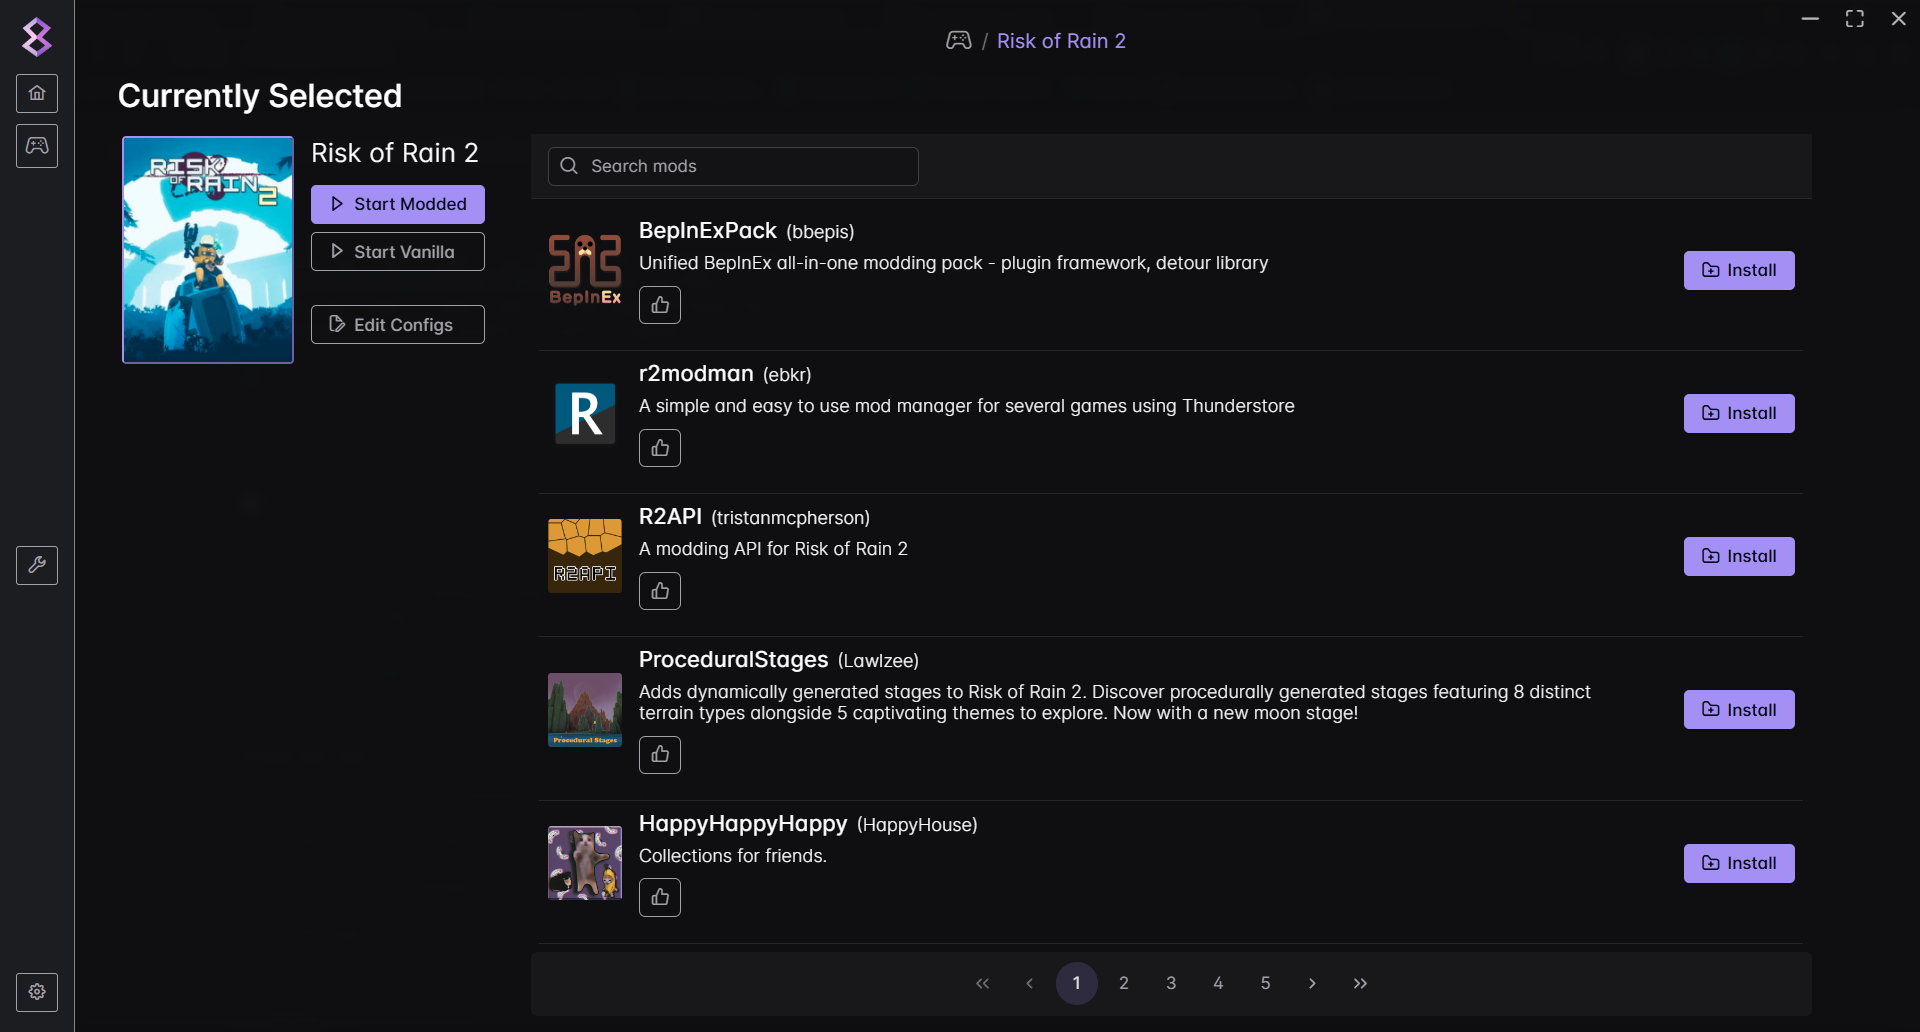 / Risk of Rain 2
Currently Selected
RISK
OF RAIN
2
Risk of Rain 2
Start Modded
Start Vanilla
Edit Configs
Search mods
BepInEx
BepInExPack (bbepis)
Unified BepInEx all-in-one modding pack - plugin framework, detour library
Install
R
r2modman (ebkr)
A simple and easy to use mod manager for several games using Thunderstore
Install
R2API
R2API (tristanmcpherson)
A modding API for Risk of Rain 2
Install
Procedural Stages
ProceduralStages (Lawlzee)
Adds dynamically generated stages to Risk of Rain 2. Discover procedurally generated stages featuring 8 distinct
terrain types alongside 5 captivating themes to explore. Now with a new moon stage!
Install
HappyHappyHappy (HappyHouse)
Collections for friends.
Install
« ‹ 1 2 3 4 5 › »